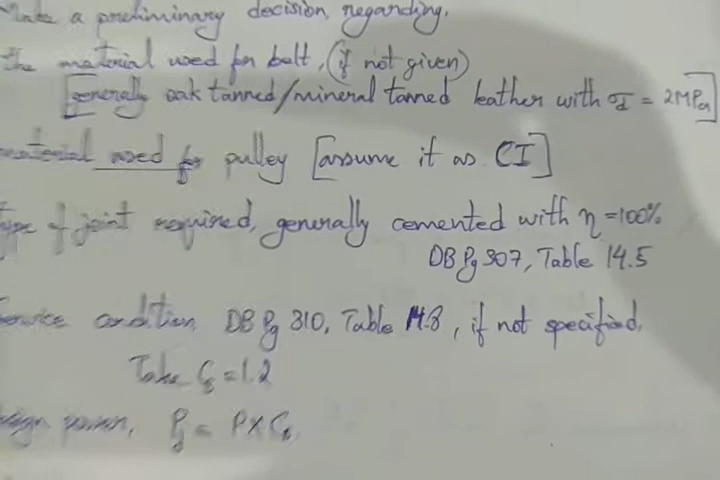 Make a preliminary decision regarding.
the material used for belt, (if not given)
[generally oak tanned/mineral tanned leather with σd = 2MPa]
material used for pulley [assume it as CI]
Type of joint required, generally cemented with η = 100%
DB Pg 307, Table 14.5
Service condition DB Pg 310, Table 14.8, if not specified,
Take Cs = 1.2
power, Pd = P × Cs